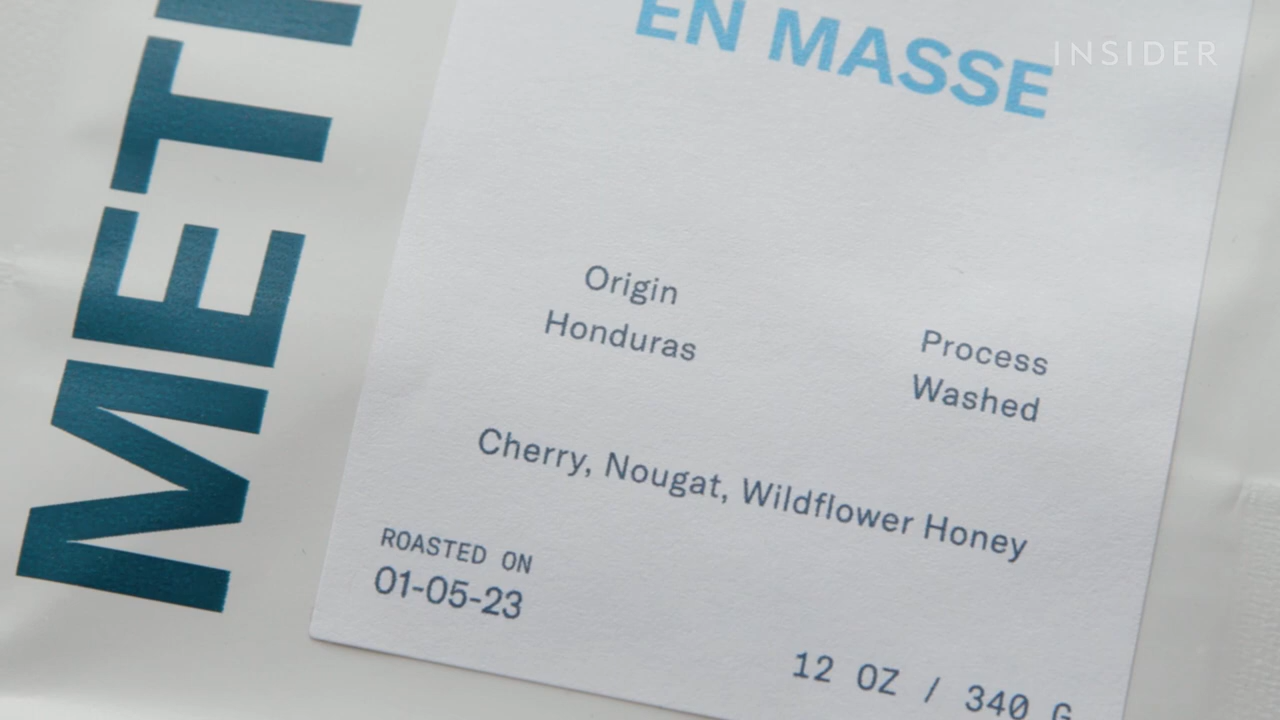 METI
EN MASSE
INSIDER
Origin
Honduras
Process
Washed
Cherry, Nougat, Wildflower Honey
ROASTED ON
01-05-23
12 OZ / 340 G